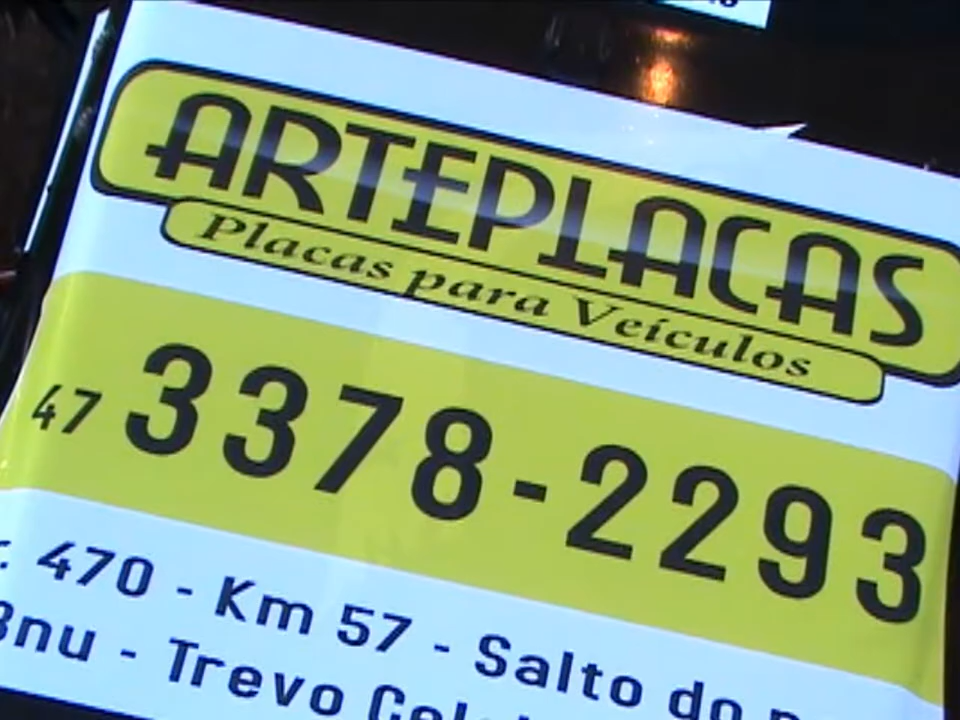 ARTEPLACAS
Placas para Veículos
47 3378-2293
470 - Km 57 - Salto do
Bnu - Trevo